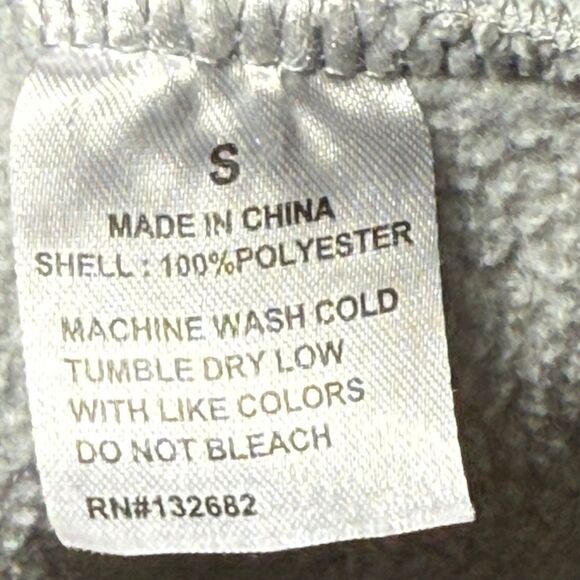 S
MADE IN CHINA
SHELL : 100%POLYESTER
MACHINE WASH COLD
TUMBLE DRY LOW
WITH LIKE COLORS
DO NOT BLEACH
RN#132682